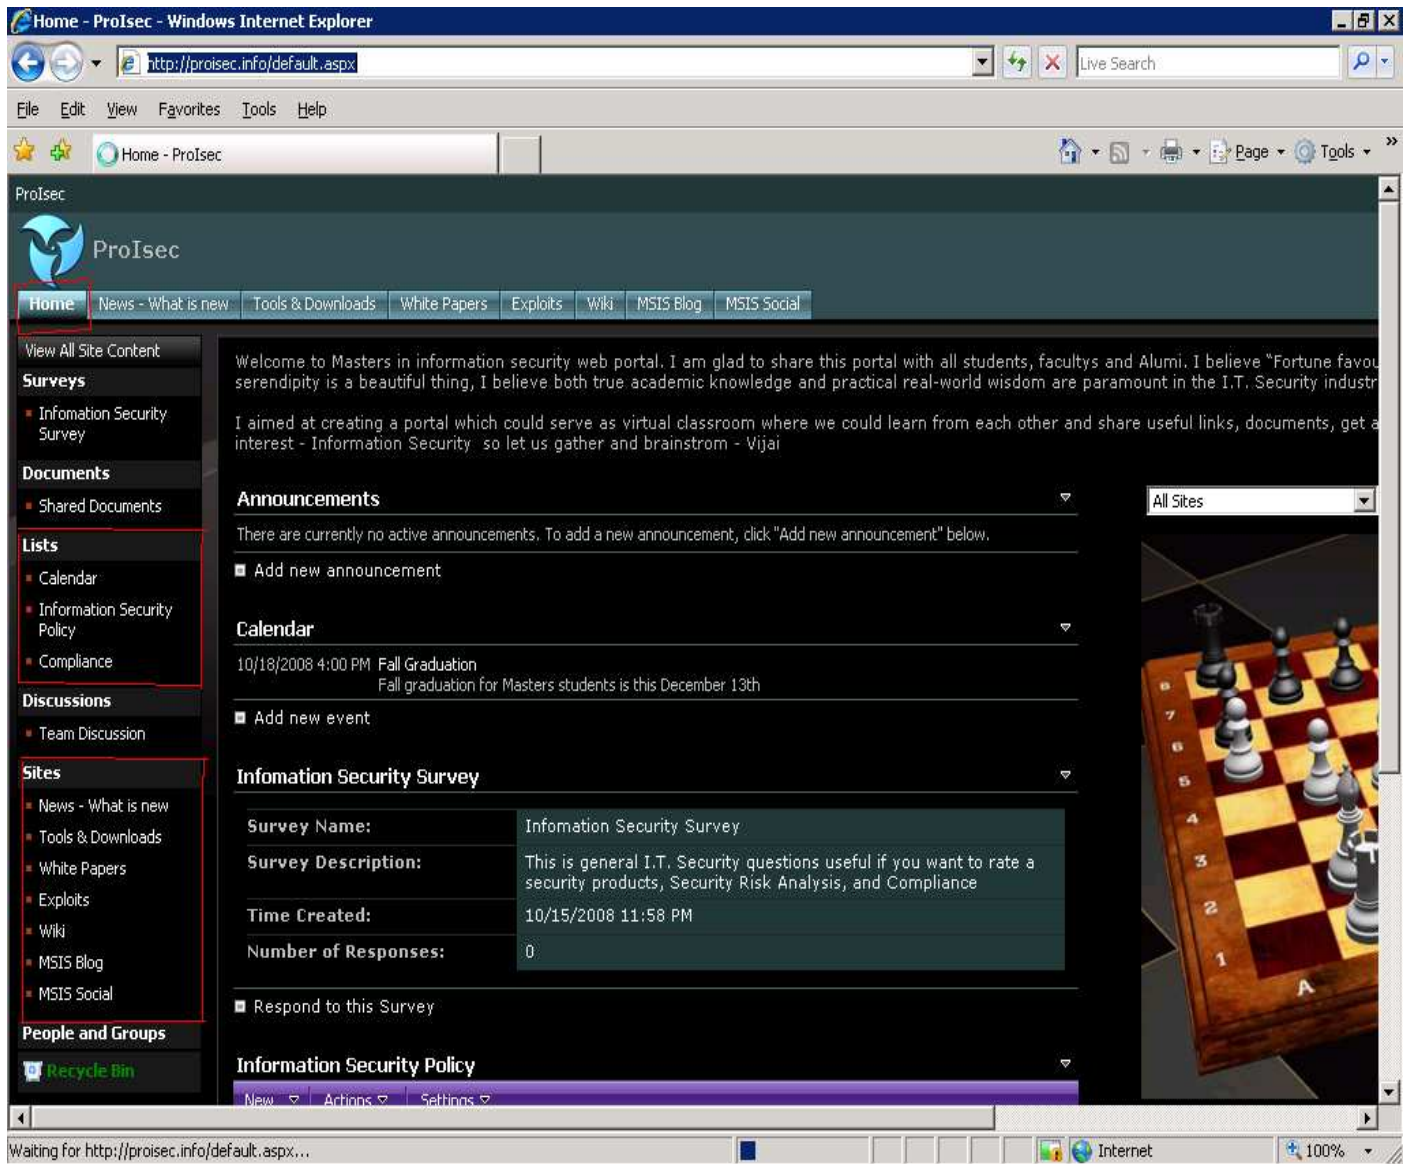 Home - ProIsec - Windows Internet Explorer
http://proisec.info/default.aspx
Live Search
File Edit View Favorites Tools Help
Home - ProIsec
Page Tools »
ProIsec
ProIsec
Home News - What is new Tools & Downloads White Papers Exploits Wiki MSIS Blog MSIS Social
View All Site Content
Surveys
Infomation Security
Survey
Documents
Shared Documents
Lists
Calendar
Information Security
Policy
Compliance
Discussions
Team Discussion
Sites
News - What is new
Tools & Downloads
White Papers
Exploits
Wiki
MSIS Blog
MSIS Social
People and Groups
Recycle Bin
Welcome to Masters in information security web portal. I am glad to share this portal with all students, facultys and Alumi. I believe "Fortune favou
serendipity is a beautiful thing, I believe both true academic knowledge and practical real-world wisdom are paramount in the I.T. Security industr
I aimed at creating a portal which could serve as virtual classroom where we could learn from each other and share useful links, documents, get a
interest - Information Security so let us gather and brainstrom - Vijai
Announcements
There are currently no active announcements. To add a new announcement, click "Add new announcement" below.
Add new announcement
Calendar
10/18/2008 4:00 PM Fall Graduation
Fall graduation for Masters students is this December 13th
Add new event
Infomation Security Survey
Survey Name: Infomation Security Survey
Survey Description: This is general I.T. Security questions useful if you want to rate a
security products, Security Risk Analysis, and Compliance
Time Created: 10/15/2008 11:58 PM
Number of Responses: 0
Respond to this Survey
Information Security Policy
New Actions Settings
All Sites
8
7
6
5
4
3
2
1
A
Waiting for http://proisec.info/default.aspx...
Internet
100%